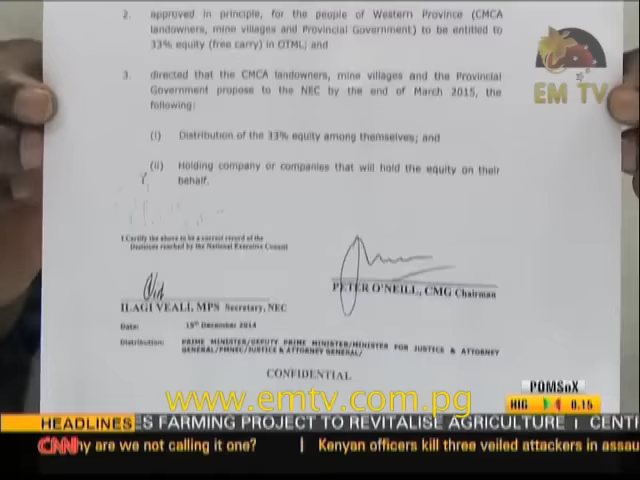 2. approved in principle, for the people of Western Province (CMCA
landowners, mine villages and Provincial Government) to be entitled to
33% equity (free carry) in OTML; and
3. directed that the CMCA landowners, mine villages and the Provincial
Government propose to the NEC by the end of March 2015, the
following:
(i) Distribution of the 33% equity among themselves; and
(ii) Holding company or companies that will hold the equity on their
behalf.
I Certify the above to be a correct record of the
Decisions reached by the National Executive Council
ILAGI VEALI, MPS Secretary, NEC
PETER O'NEILL, CMG Chairman
Date: 15th December 2014
Distribution: PRIME MINISTER/DEPUTY PRIME MINISTER/MINISTER FOR JUSTICE & ATTORNEY
GENERAL/PMNEC/JUSTICE & ATTORNEY GENERAL/
CONFIDENTIAL
EM TV
www.emtv.com.pg
POMSoX
HIG 0.15
HEADLINES S FARMING PROJECT TO REVITALISE AGRICULTURE | CENTI
CNN hy are we not calling it one? | Kenyan officers kill three veiled attackers in assau